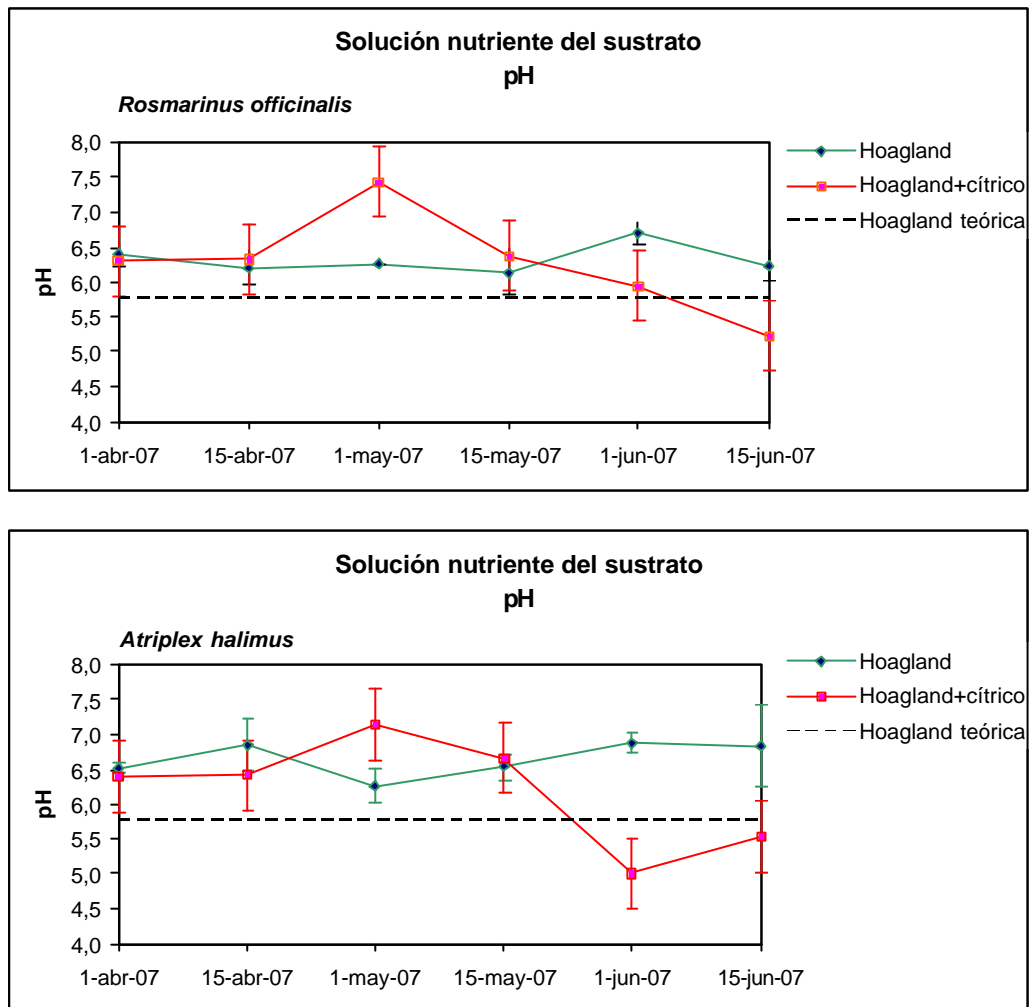 Solución nutriente del sustrato
pH
Rosmarinus officinalis
8,0
7,5
7,0
6,5
6,0
5,5
5,0
4,5
4,0
pH
1-abr-07 15-abr-07 1-may-07 15-may-07 1-jun-07 15-jun-07
Hoagland
Hoagland+cítrico
Hoagland teórica
Solución nutriente del sustrato
pH
Atriplex halimus
8,0
7,5
7,0
6,5
6,0
5,5
5,0
4,5
4,0
pH
1-abr-07 15-abr-07 1-may-07 15-may-07 1-jun-07 15-jun-07
Hoagland
Hoagland+cítrico
Hoagland teórica